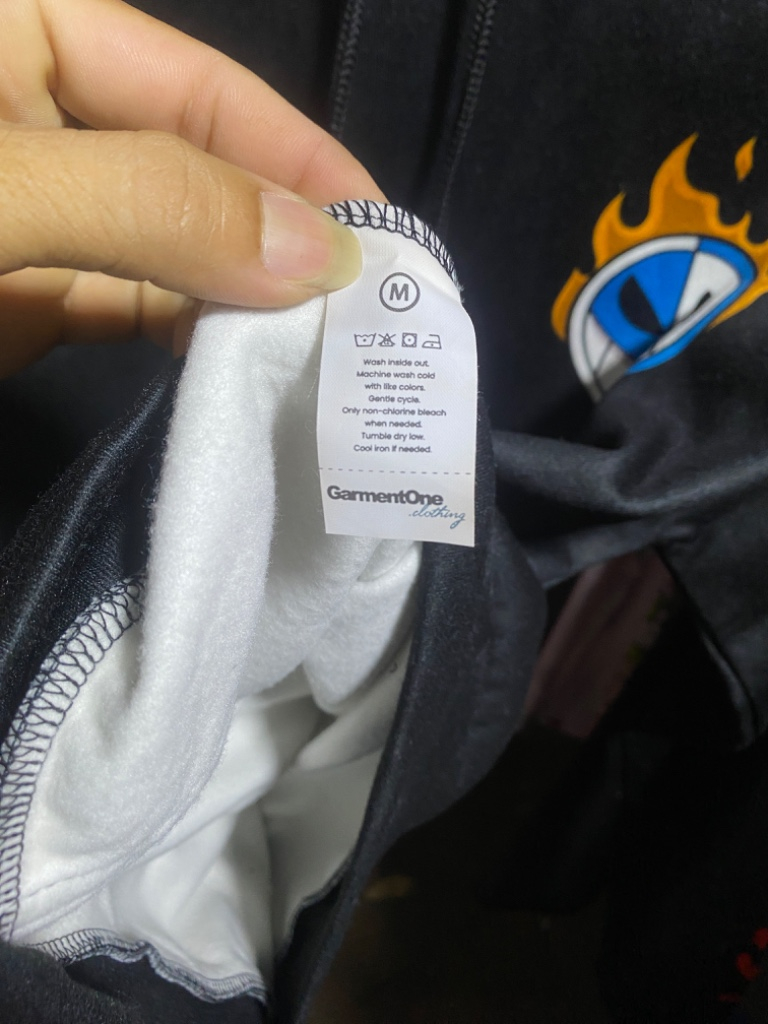 M
Wash inside out.
Machine wash cold
with like colors.
Gentle cycle.
Only non-chlorine bleach
when needed.
Tumble dry low.
Cool iron if needed.
GarmentOne
.clothing